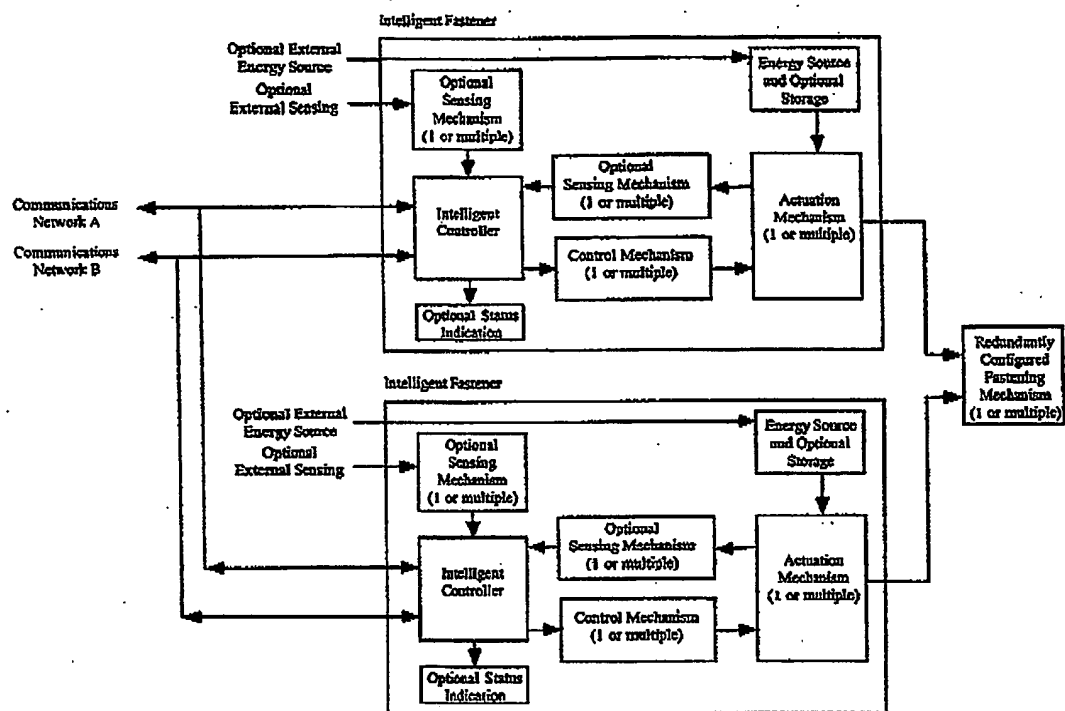 Intelligent Fastener
Optional External
Energy Source
Optional
External Sensing
Optional
Sensing
Mechanism
(1 or multiple)
Energy Source
and Optional
Storage
Optional
Sensing Mechanism
(1 or multiple)
Actuation
Mechanism
(1 or multiple)
Communications
Network A
Intelligent
Controller
Communications
Network B
Control Mechanism
(1 or multiple)
Optional Status
Indication
Redundantly
Configured
Fastening
Mechanism
(1 or multiple)
Intelligent Fastener
Optional External
Energy Source
Optional
External Sensing
Optional
Sensing
Mechanism
(1 or multiple)
Energy Source
and Optional
Storage
Optional
Sensing Mechanism
(1 or multiple)
Actuation
Mechanism
(1 or multiple)
Intelligent
Controller
Control Mechanism
(1 or multiple)
Optional Status
Indication